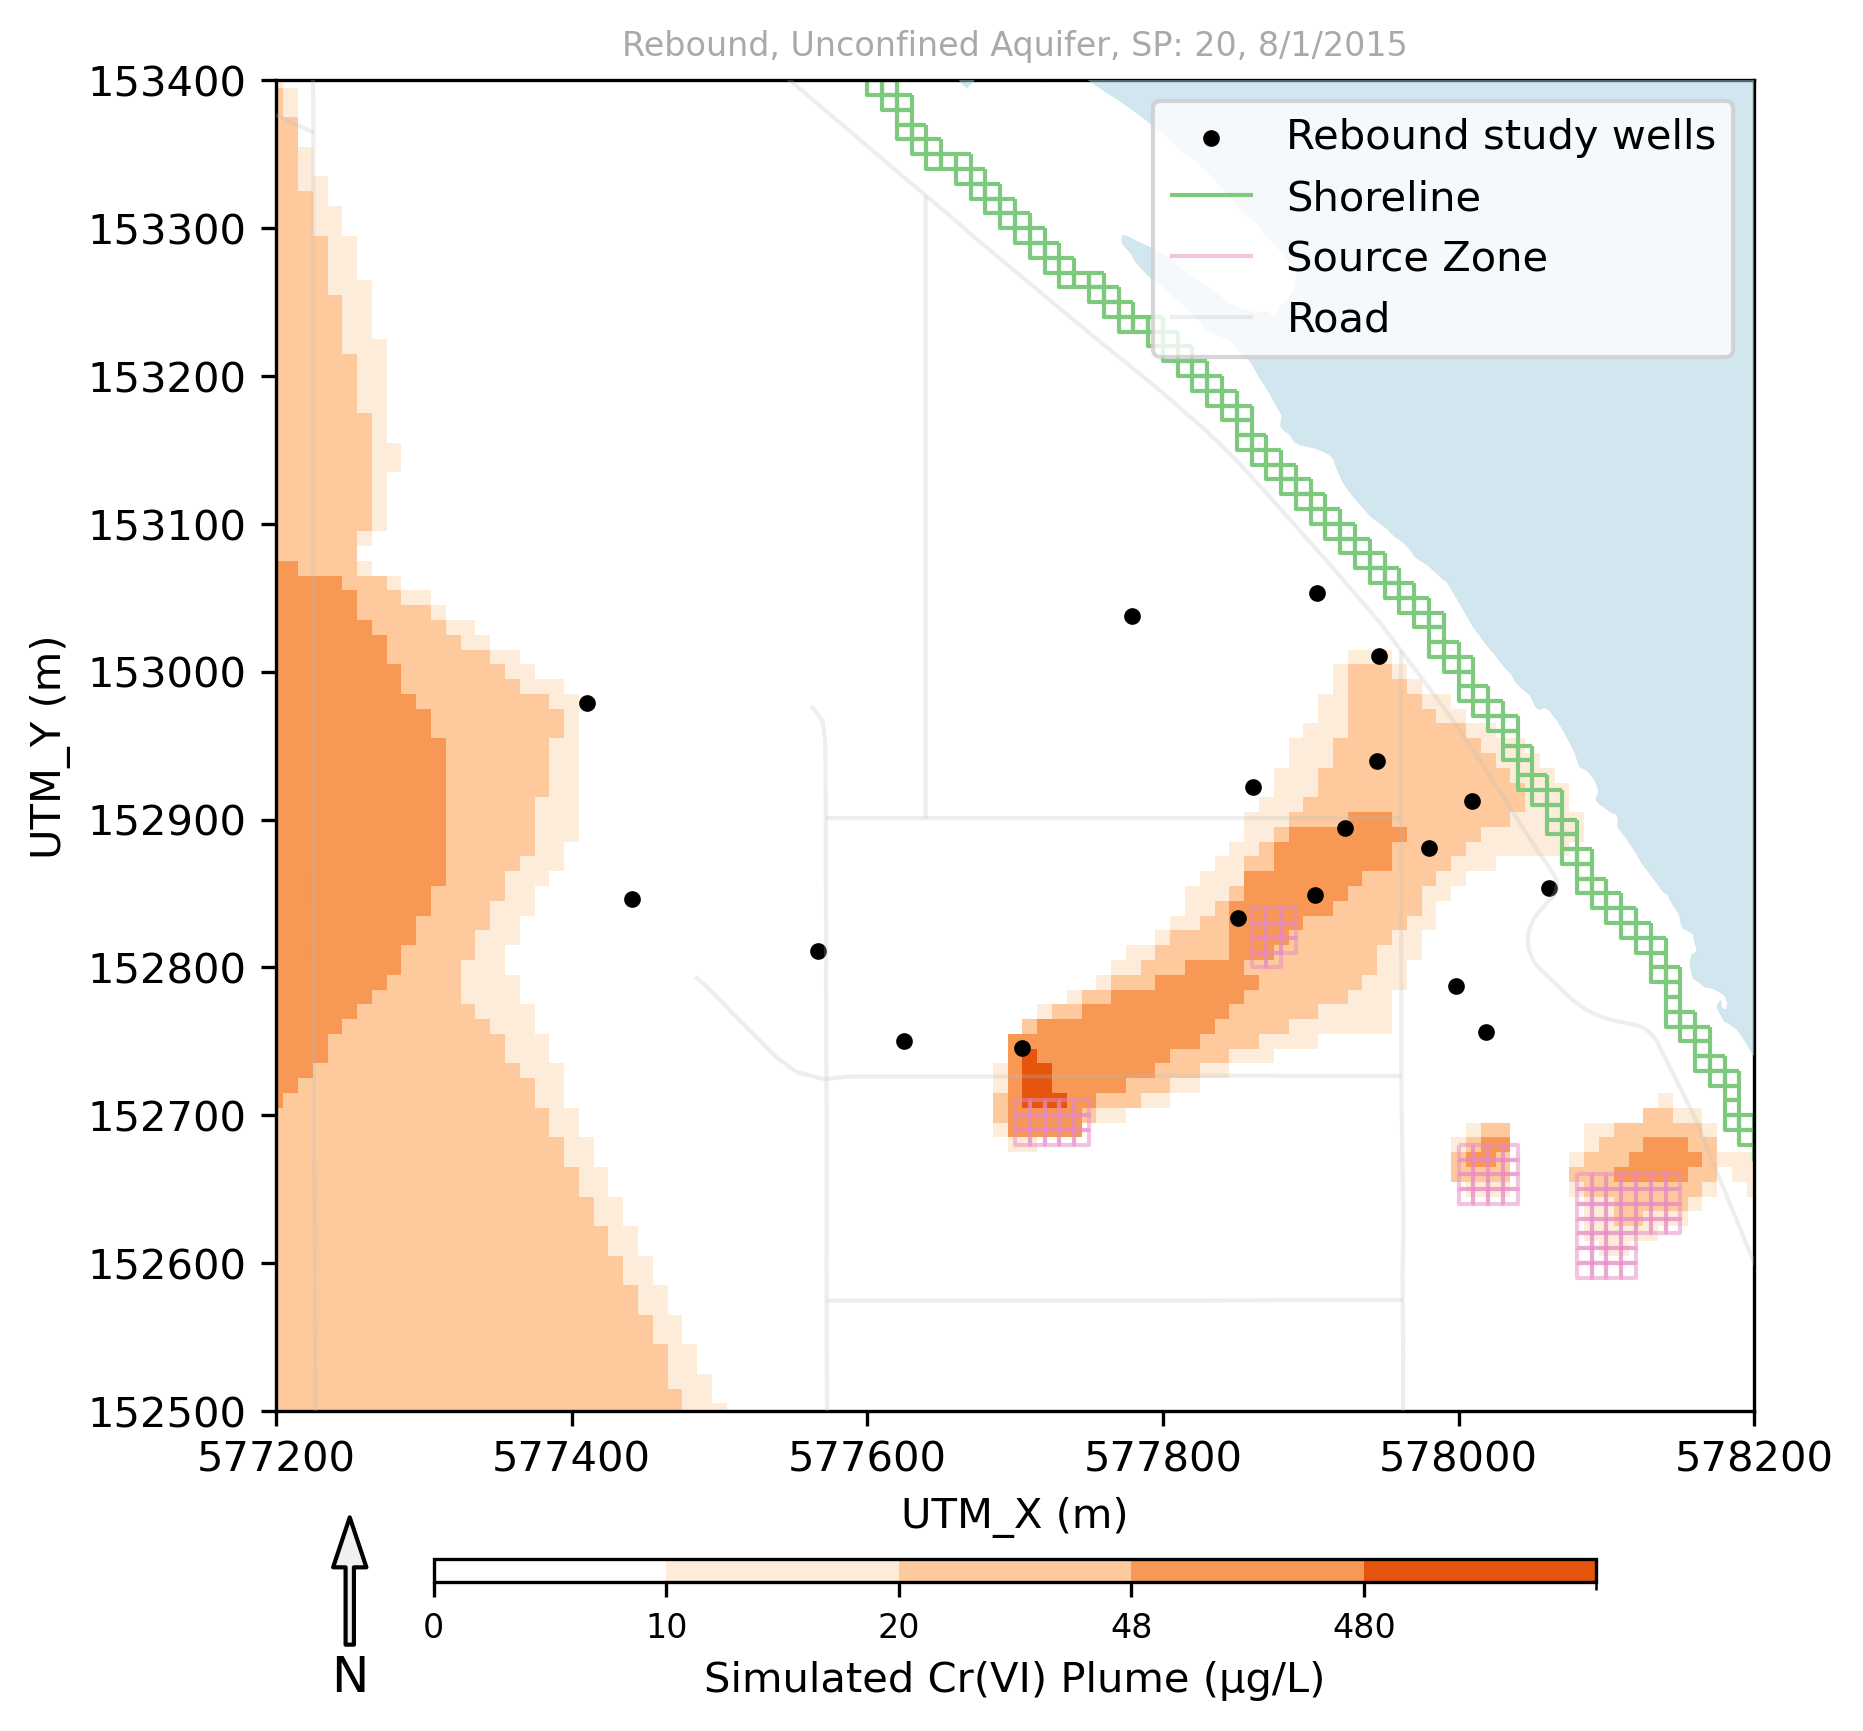 Rebound, Unconfined Aquifer, SP: 20, 8/1/2015
153400
153300
153200
153100
153000
152900
152800
152700
152600
152500
UTM_Y (m)
Rebound study wells
Shoreline
Source Zone
Road
577200 577400 577600 577800 578000 578200
UTM_X (m)
N
0 10 20 48 480
Simulated Cr(VI) Plume (µg/L)